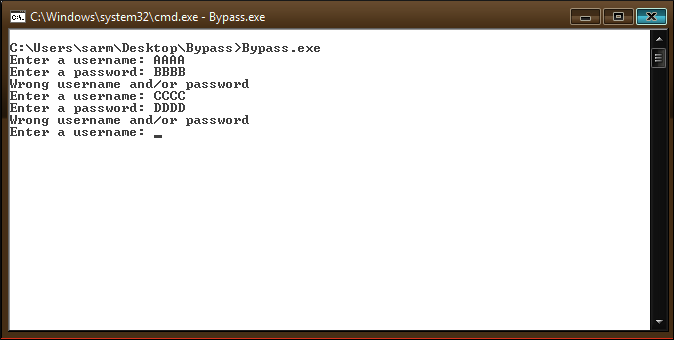 C:\Windows\system32\cmd.exe - Bypass.exe
C:\Users\sarm\Desktop\Bypass>Bypass.exe
Enter a username: AAAA
Enter a password: BBBB
Wrong username and/or password
Enter a username: CCCC
Enter a password: DDDD
Wrong username and/or password
Enter a username: _